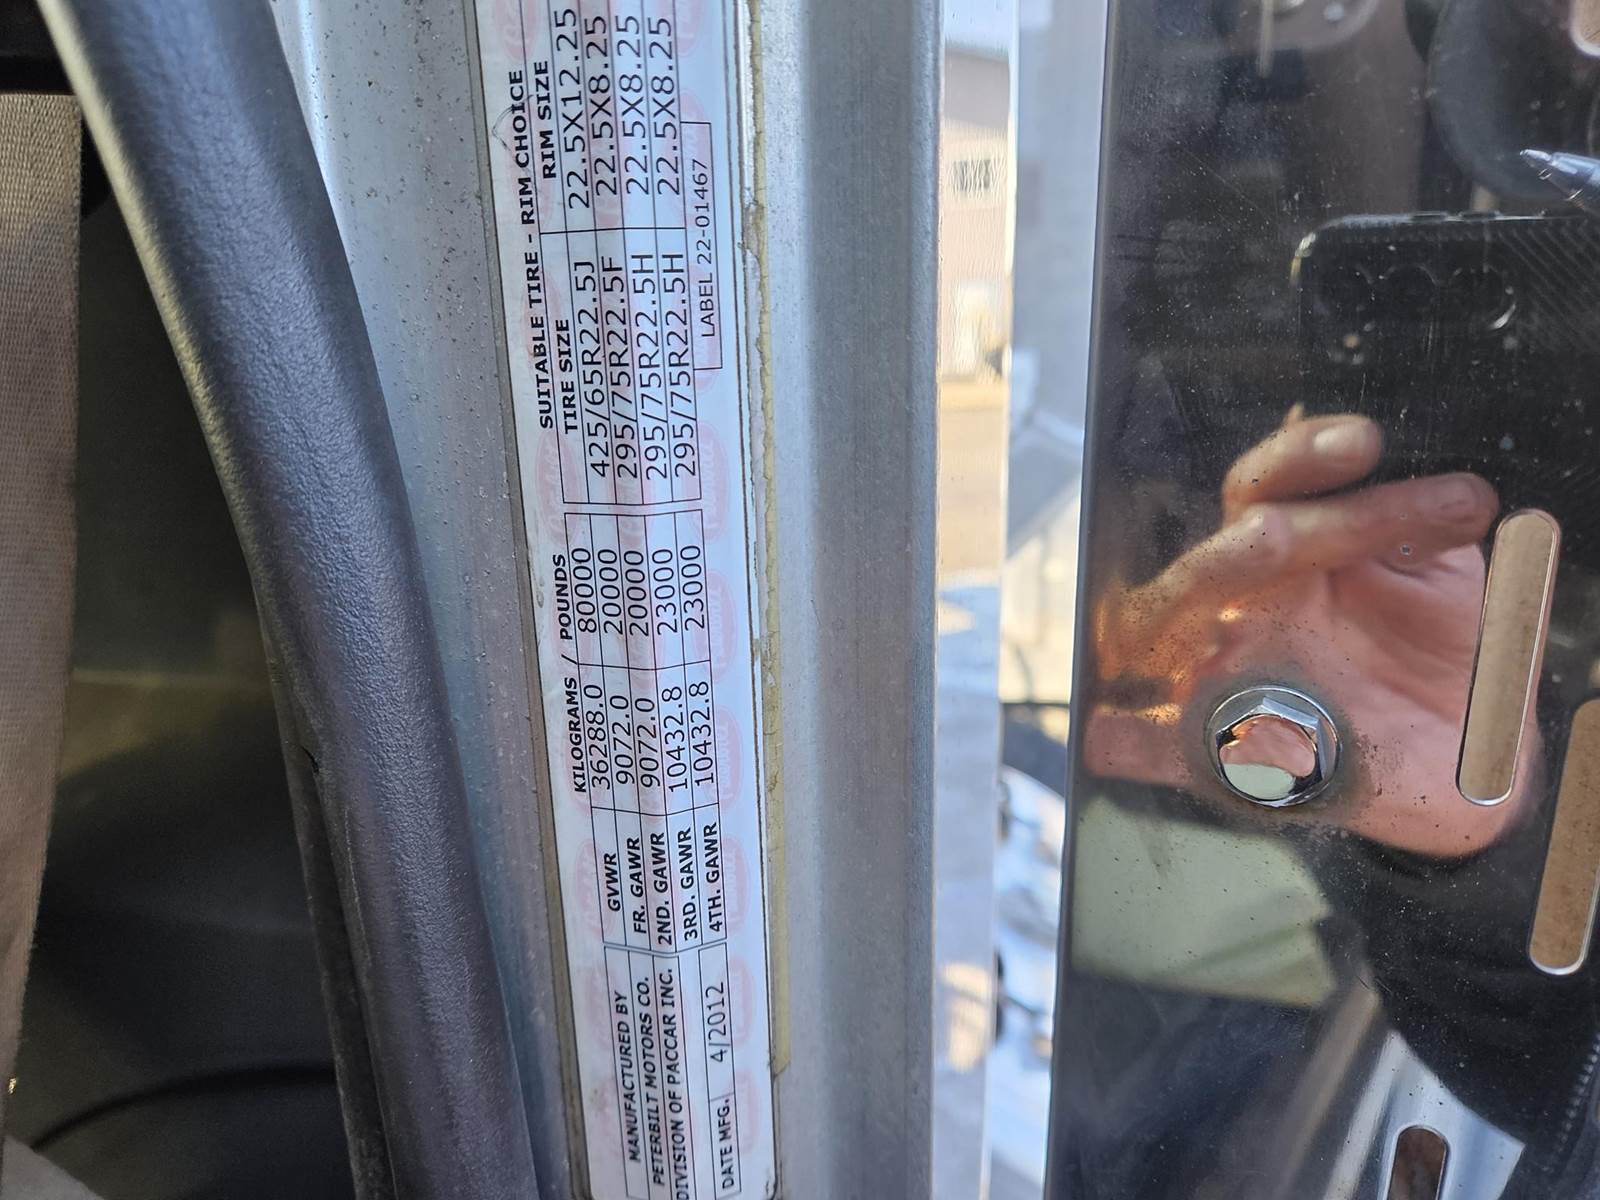 MANUFACTURED BY
PETERBILT MOTORS CO.
DIVISION OF PACCAR INC.
DATE MFG. 4/2012
KILOGRAMS / POUNDS
GVWR 36288.0 80000
FR. GAWR 9072.0 20000
2ND. GAWR 9072.0 20000
3RD. GAWR 10432.8 23000
4TH. GAWR 10432.8 23000
SUITABLE TIRE - RIM CHOICE
TIRE SIZE RIM SIZE
425/65R22.5J 22.5X12.25
295/75R22.5F 22.5X8.25
295/75R22.5H 22.5X8.25
295/75R22.5H 22.5X8.25
LABEL 22-01467